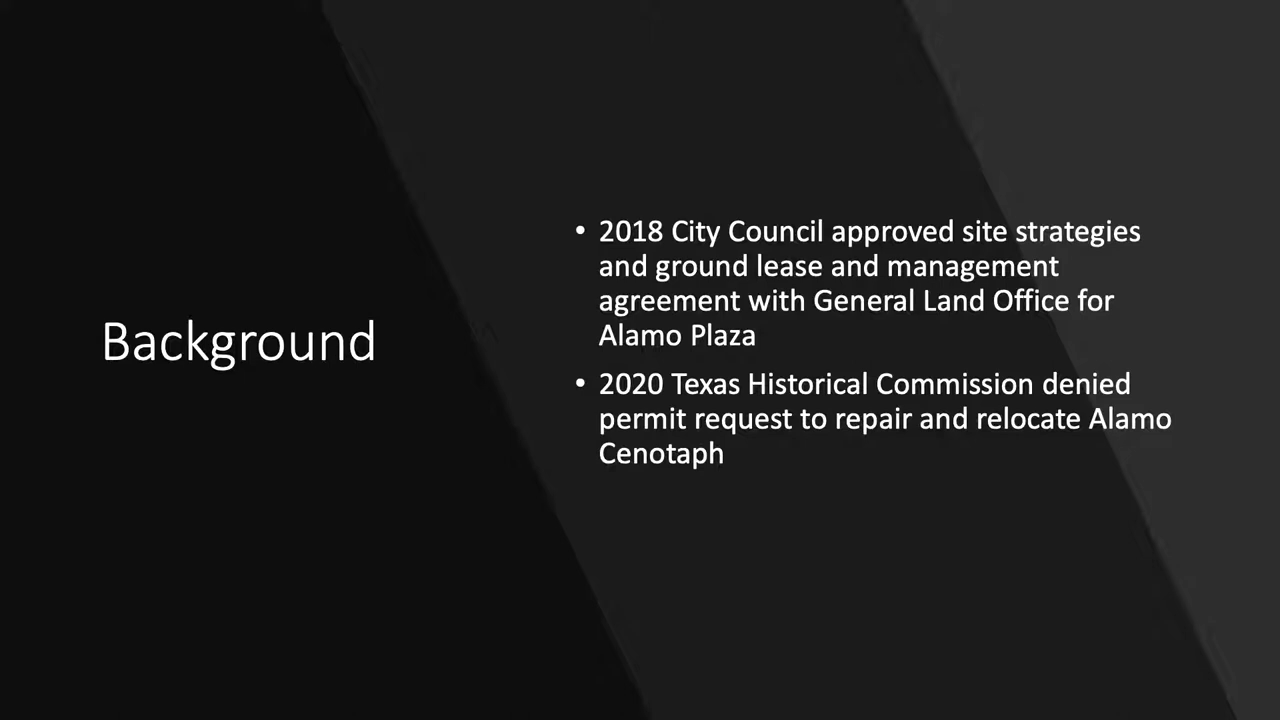 Background
• 2018 City Council approved site strategies
and ground lease and management
agreement with General Land Office for
Alamo Plaza
• 2020 Texas Historical Commission denied
permit request to repair and relocate Alamo
Cenotaph